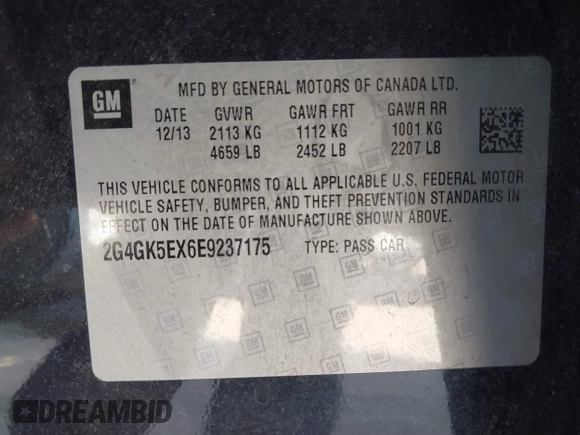 GM
MFD BY GENERAL MOTORS OF CANADA LTD.
DATE GVWR GAWR FRT GAWR RR
12/13 2113 KG 1112 KG 1001 KG
4659 LB 2452 LB 2207 LB
THIS VEHICLE CONFORMS TO ALL APPLICABLE U.S. FEDERAL MOTOR
VEHICLE SAFETY, BUMPER, AND THEFT PREVENTION STANDARDS IN
EFFECT ON THE DATE OF MANUFACTURE SHOWN ABOVE.
2G4GK5EX6E9237175 TYPE: PASS CAR
DREAMBID